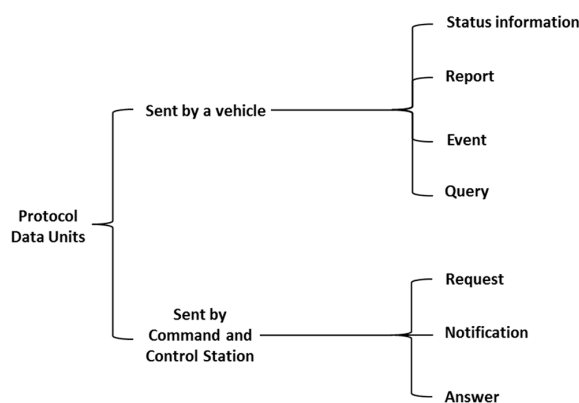 Status information
Report
Sent by a vehicle
Event
Query
Protocol
Data Units
Request
Sent by
Command and
Control Station
Notification
Answer